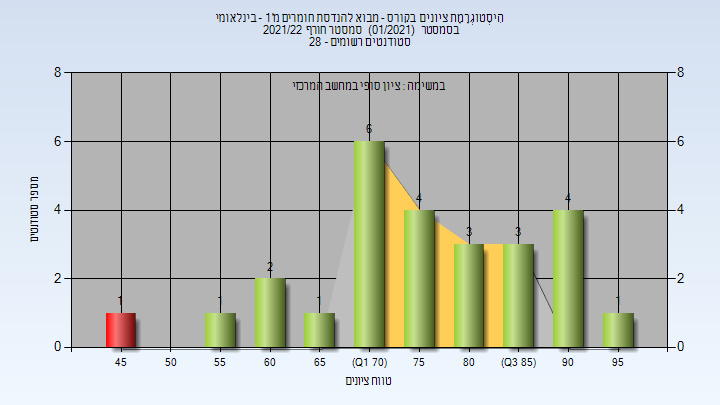 היסטוגרמת ציונים בקורס - מבוא להנדסת חומרים מ'1 - בינלאומי
בסמסטר (01/2021) סמסטר חורף 2021/22
סטודנטים רשומים - 28
במשימה : ציון סופי במחשב המרכזי
8 8
6 6
4 4
2 2
0 0
1 1 2 1 6 4 3 3 4 1
45 50 55 60 65 (Q1 70) 75 80 (Q3 85) 90 95
מספר סטודנטים
טווח ציונים